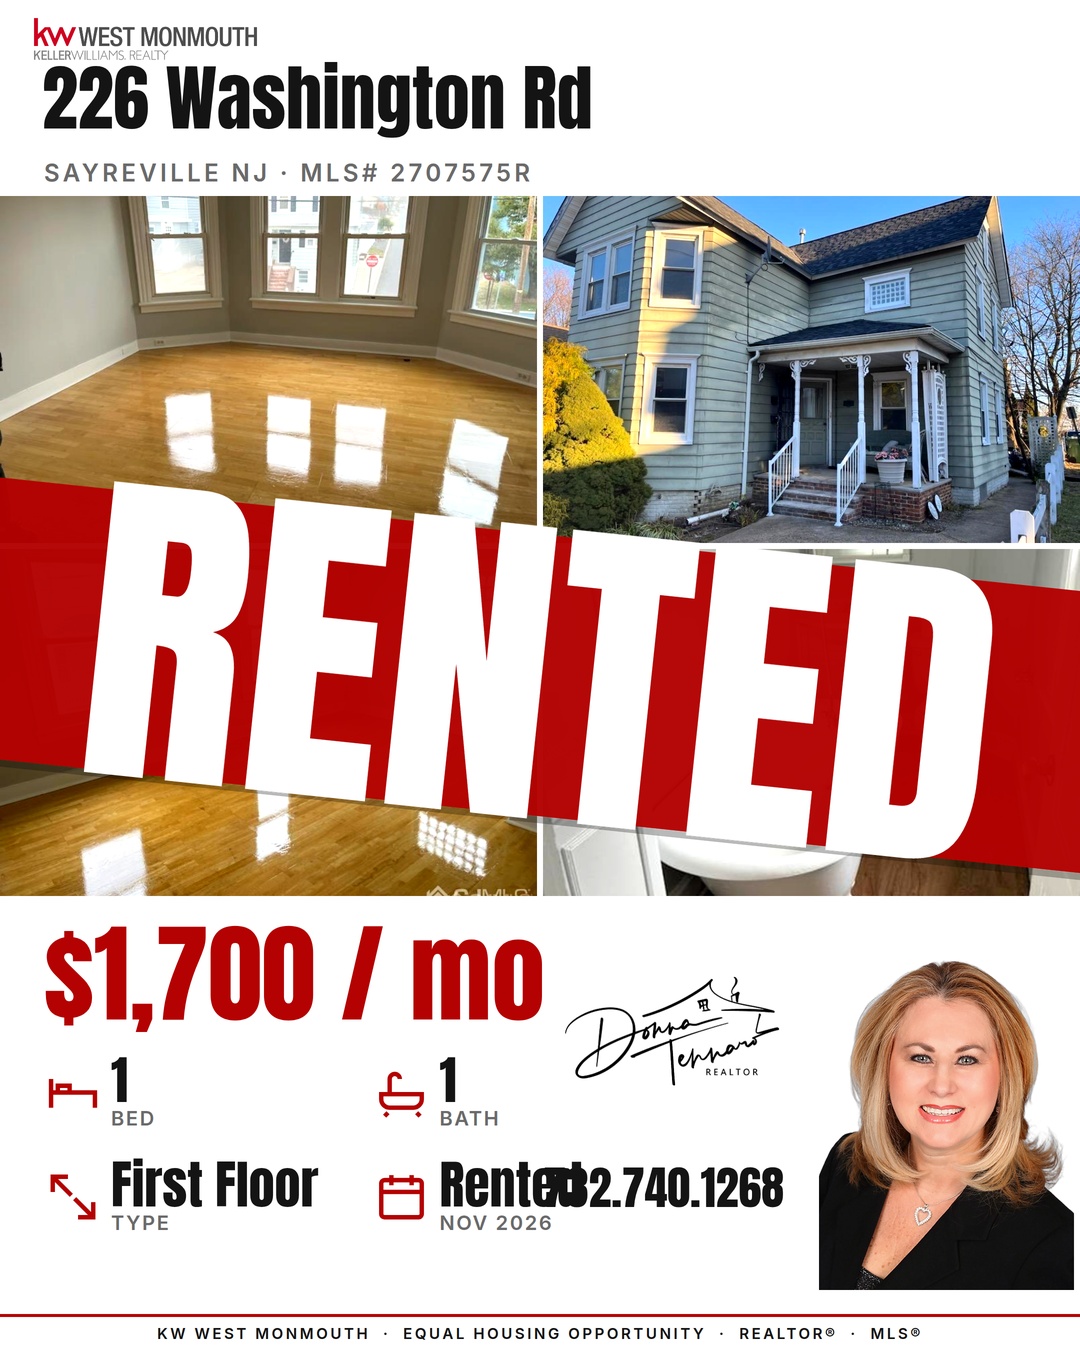 kw WEST MONMOUTH
KELLERWILLIAMS. REALTY
226 Washington Rd
SAYREVILLE NJ · MLS# 2707575R
RENTED
$1,700 / mo
Donna Tennaro
REALTOR
1
BED
1
BATH
First Floor
TYPE
Rented
NOV 2026
732.740.1268
KW WEST MONMOUTH · EQUAL HOUSING OPPORTUNITY · REALTOR® · MLS®